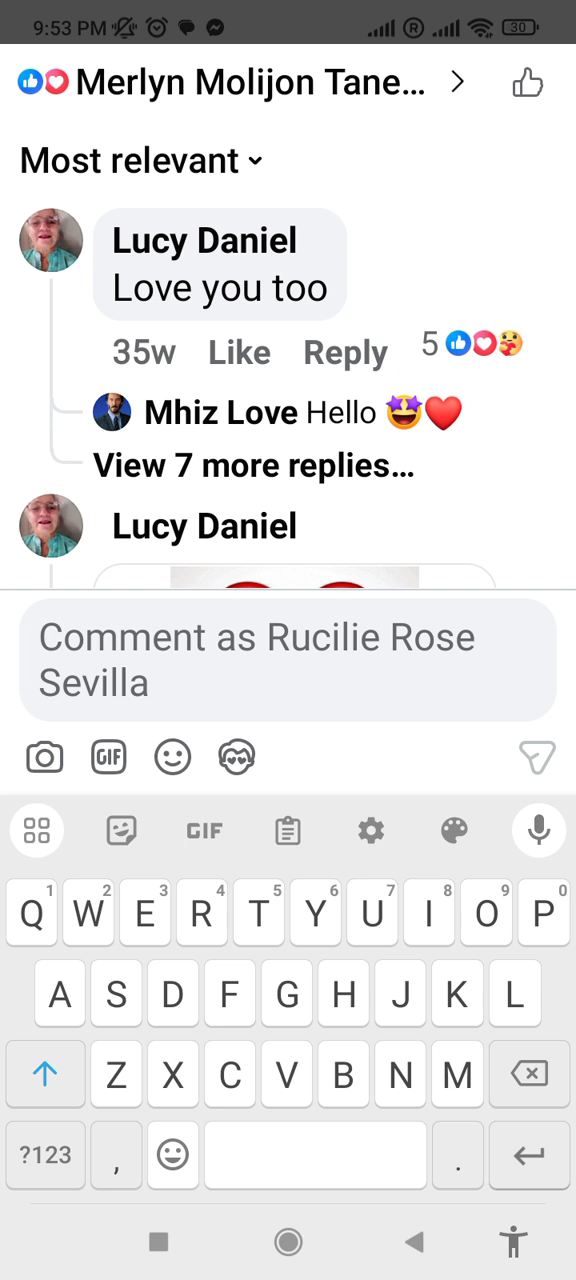 9:53 PM
R
30
Merlyn Molijon Tane...
Most relevant
Lucy Daniel
Love you too
35w Like Reply 5
Mhiz Love Hello 🤩❤️
View 7 more replies...
Lucy Daniel
Comment as Rucilie Rose
Sevilla
GIF
GIF
1 2 3 4 5 6 7 8 9 0
Q W E R T Y U I O P
A S D F G H J K L
Z X C V B N M
?123 , .